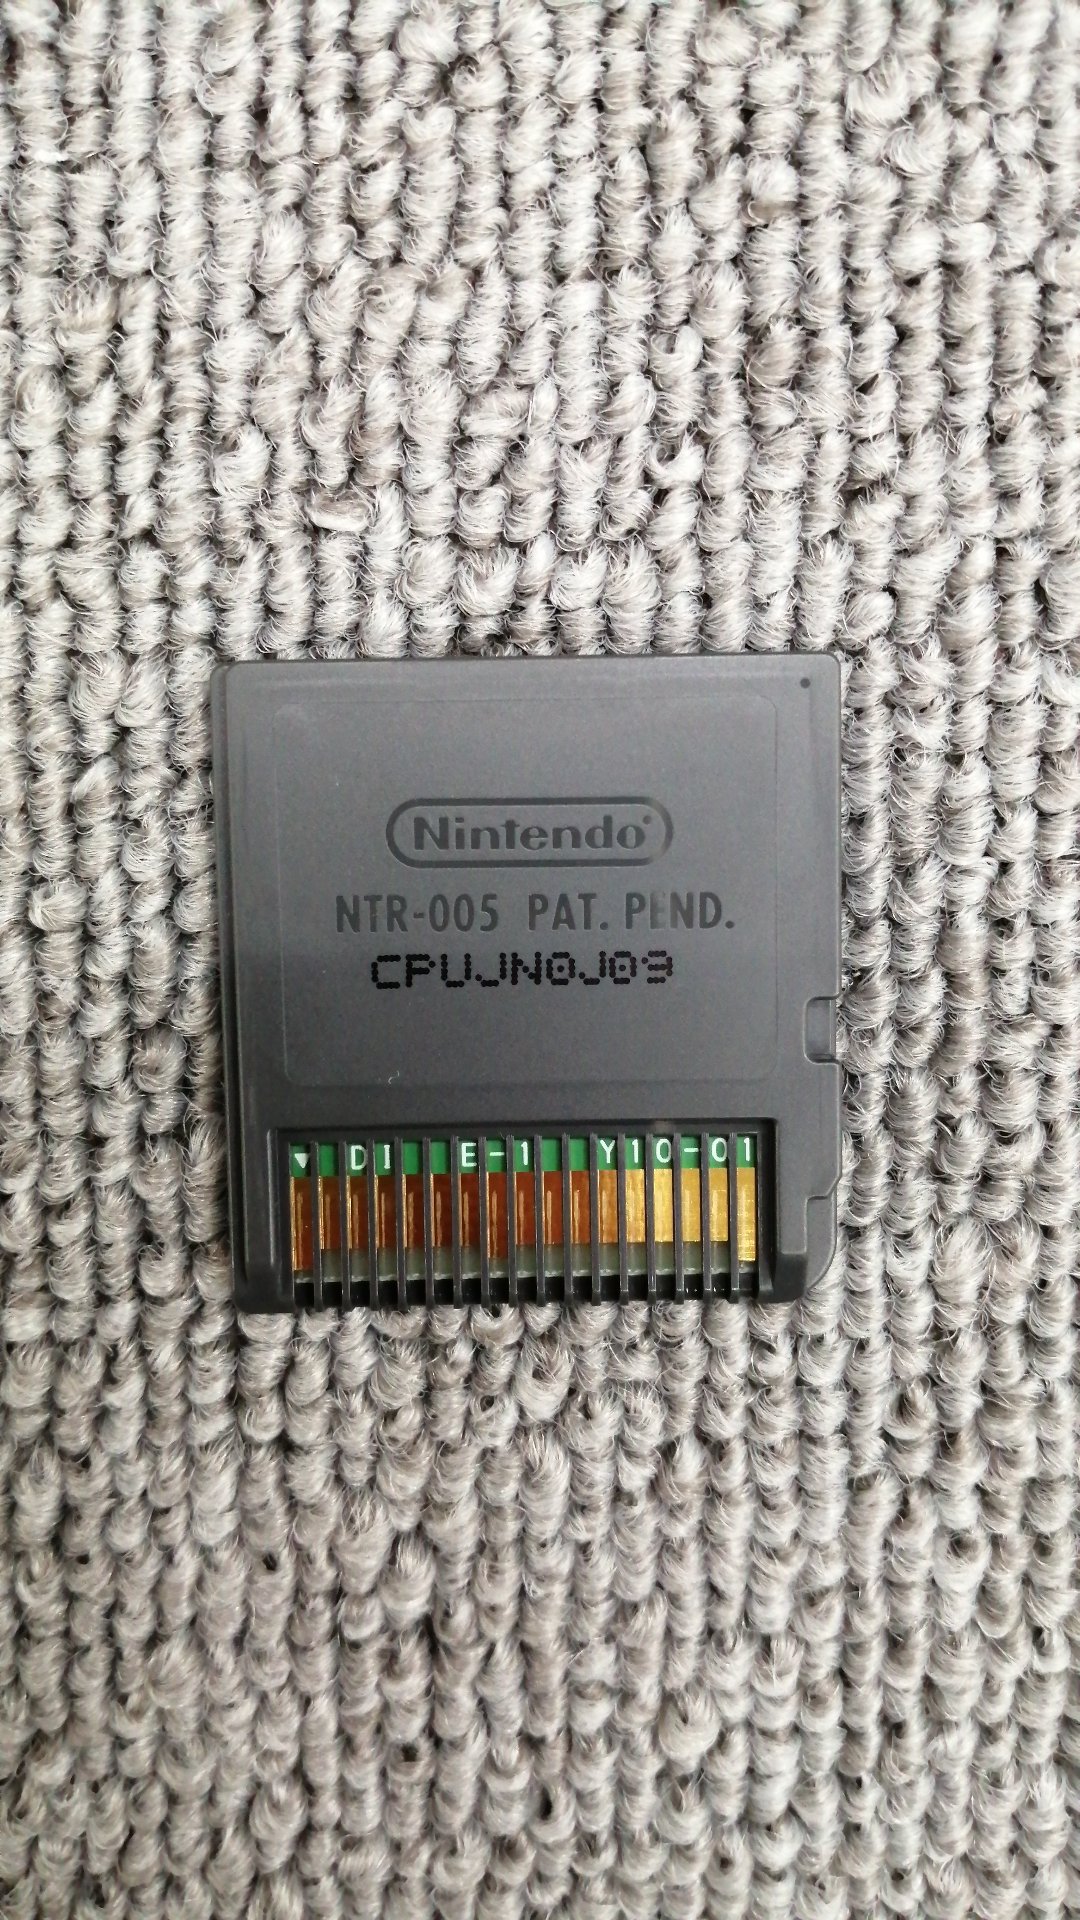 Nintendo®
NTR-005 PAT. PEND.
CPUJN0J09
▼ DI E-1 Y10-01